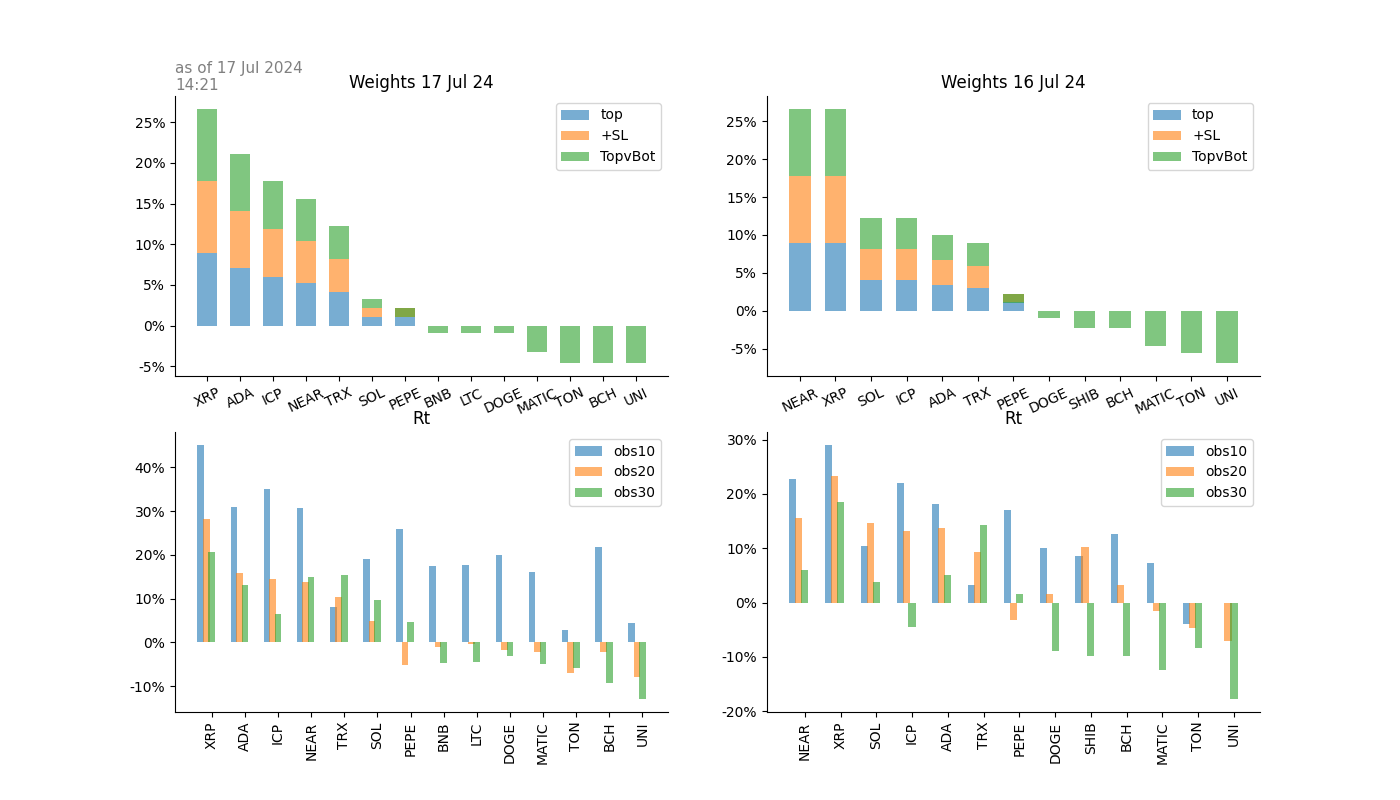 as of 17 Jul 2024
14:21
Weights 17 Jul 24
25%
20%
15%
10%
5%
0%
-5%
top
+SL
TopvBot
XRP ADA ICP NEAR TRX SOL PEPE BNB LTC DOGE MATIC TON BCH UNI
Weights 16 Jul 24
25%
20%
15%
10%
5%
0%
-5%
top
+SL
TopvBot
NEAR XRP SOL ICP ADA TRX PEPE DOGE SHIB BCH MATIC TON UNI
Rt
40%
30%
20%
10%
0%
-10%
obs10
obs20
obs30
XRP ADA ICP NEAR TRX SOL PEPE BNB LTC DOGE MATIC TON BCH UNI
Rt
30%
20%
10%
0%
-10%
-20%
obs10
obs20
obs30
NEAR XRP SOL ICP ADA TRX PEPE DOGE SHIB BCH MATIC TON UNI